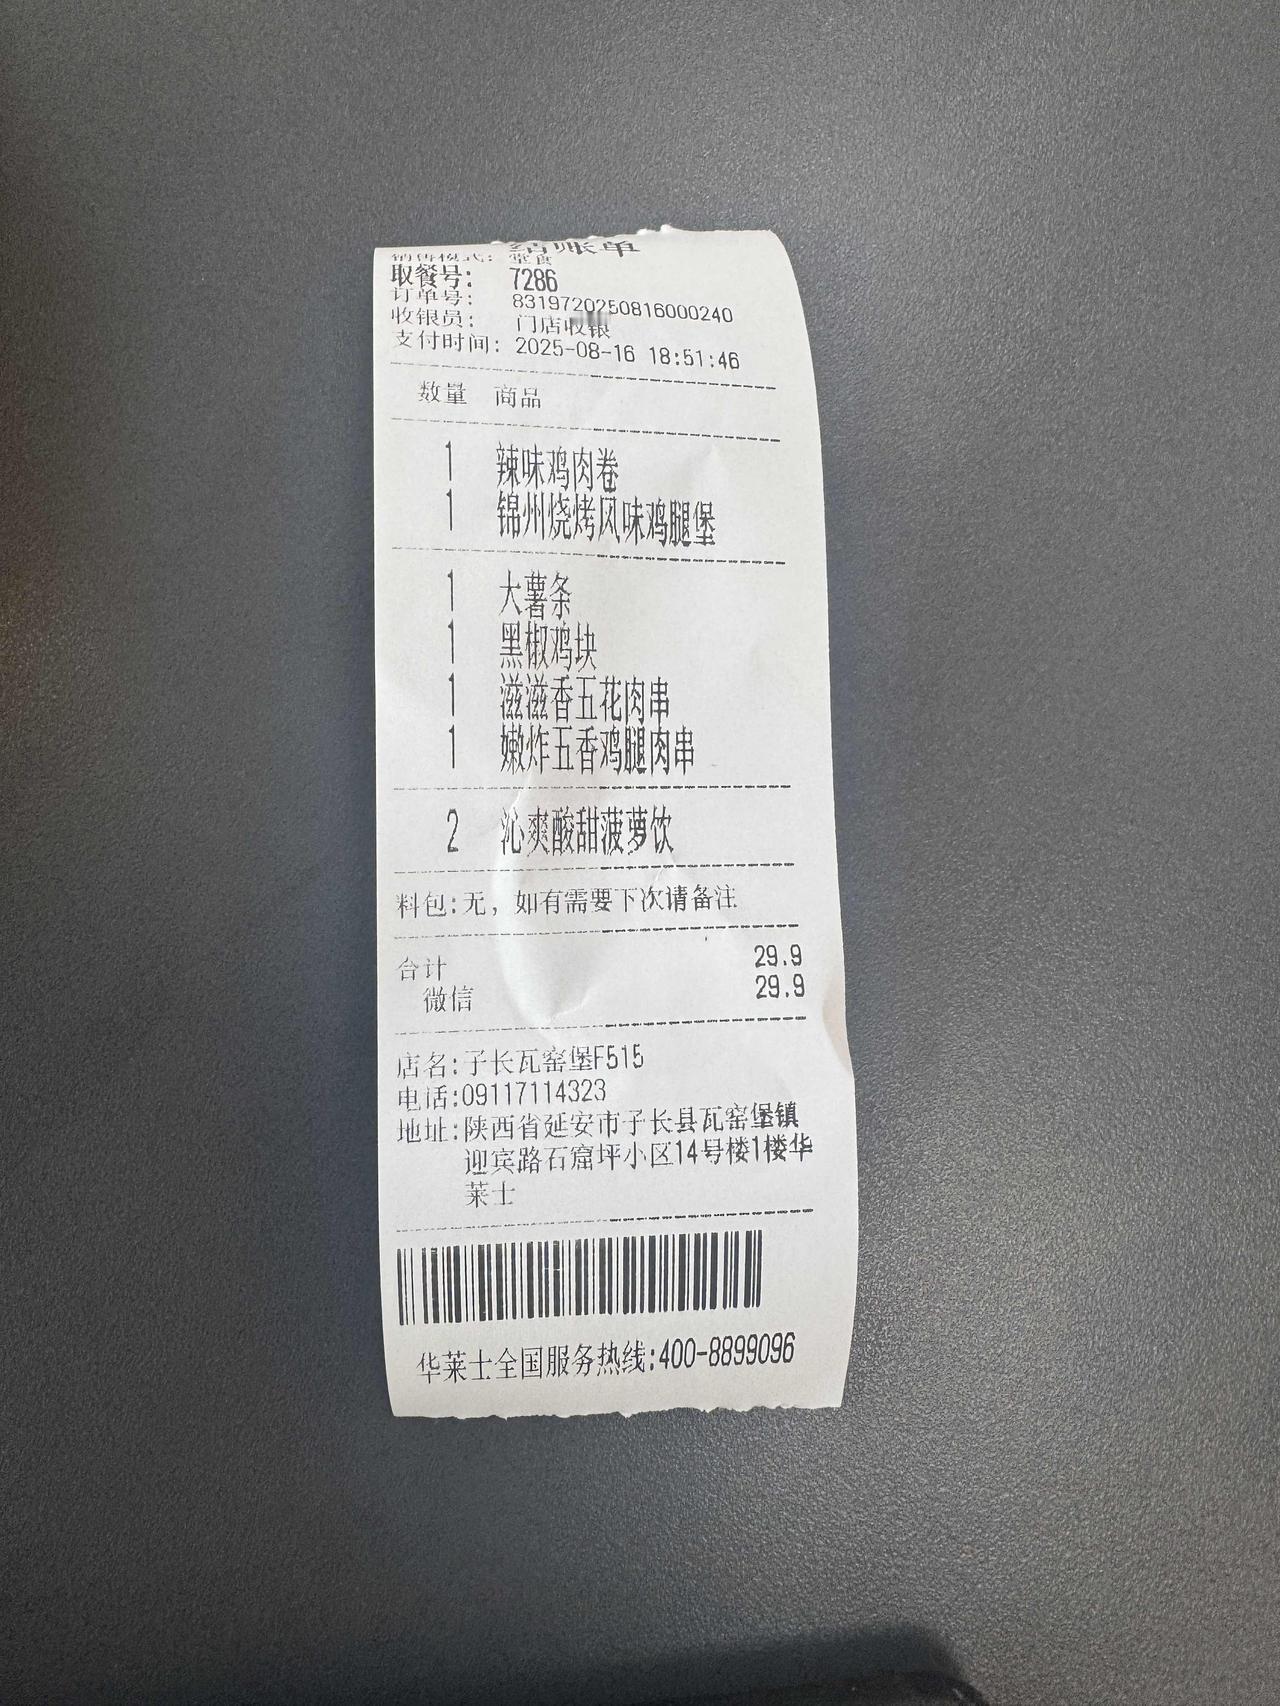 结账单
销售模式: 堂食
取餐号: 7286
订单号: 8319720250816000240
收银员: 门店收银
支付时间: 2025-08-16 18:51:46
数量 商品
1 辣味鸡肉卷
1 锦州烧烤风味鸡腿堡
1 大薯条
1 黑椒鸡块
1 滋滋香五花肉串
1 嫩炸五香鸡腿肉串
2 沁爽酸甜菠萝饮
料包:无, 如有需要下次请备注
合计 29.9
微信 29.9
店名:子长瓦窑堡F515
电话:09117114323
地址:陕西省延安市子长县瓦窑堡镇
迎宾路石窟坪小区14号楼1楼华
莱士
华莱士全国服务热线:400-8899096